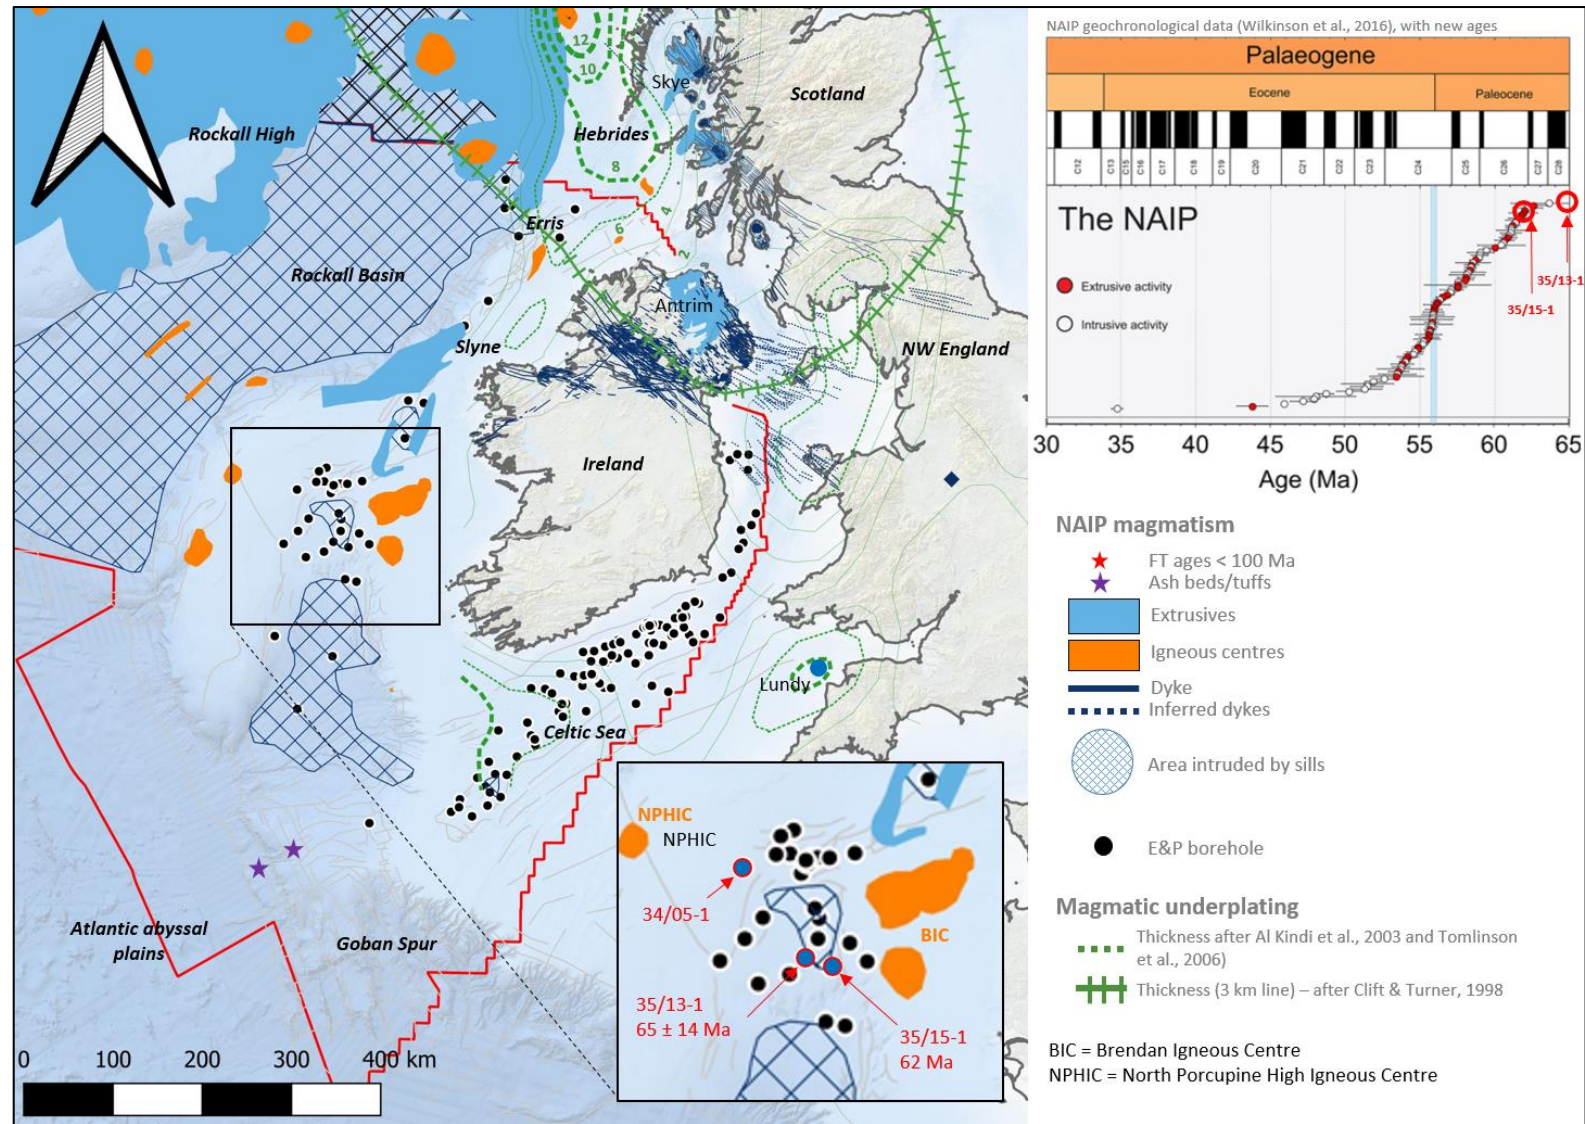 12
10
8
6
4
2
Skye
Scotland
Rockall High
Hebrides
Erris
Rockall Basin
Antrim
Slyne
NW England
Ireland
Lundy
Celtic Sea
Atlantic abyssal
plains
Goban Spur
0 100 200 300 400 km
NPHIC
NPHIC
34/05-1
BIC
35/13-1
65 ± 14 Ma
35/15-1
62 Ma
NAIP geochronological data (Wilkinson et al., 2016), with new ages
Palaeogene
Eocene
Paleocene
C12 C13 C15 C16 C17 C18 C19 C20 C21 C22 C23 C24 C25 C26 C27 C28
The NAIP
Extrusive activity
Intrusive activity
35/13-1
35/15-1
30 35 40 45 50 55 60 65
Age (Ma)
NAIP magmatism
FT ages < 100 Ma
Ash beds/tuffs
Extrusives
Igneous centres
Dyke
Inferred dykes
Area intruded by sills
E&P borehole
Magmatic underplating
Thickness after Al Kindi et al., 2003 and Tomlinson
et al., 2006)
Thickness (3 km line) – after Clift & Turner, 1998
BIC = Brendan Igneous Centre
NPHIC = North Porcupine High Igneous Centre